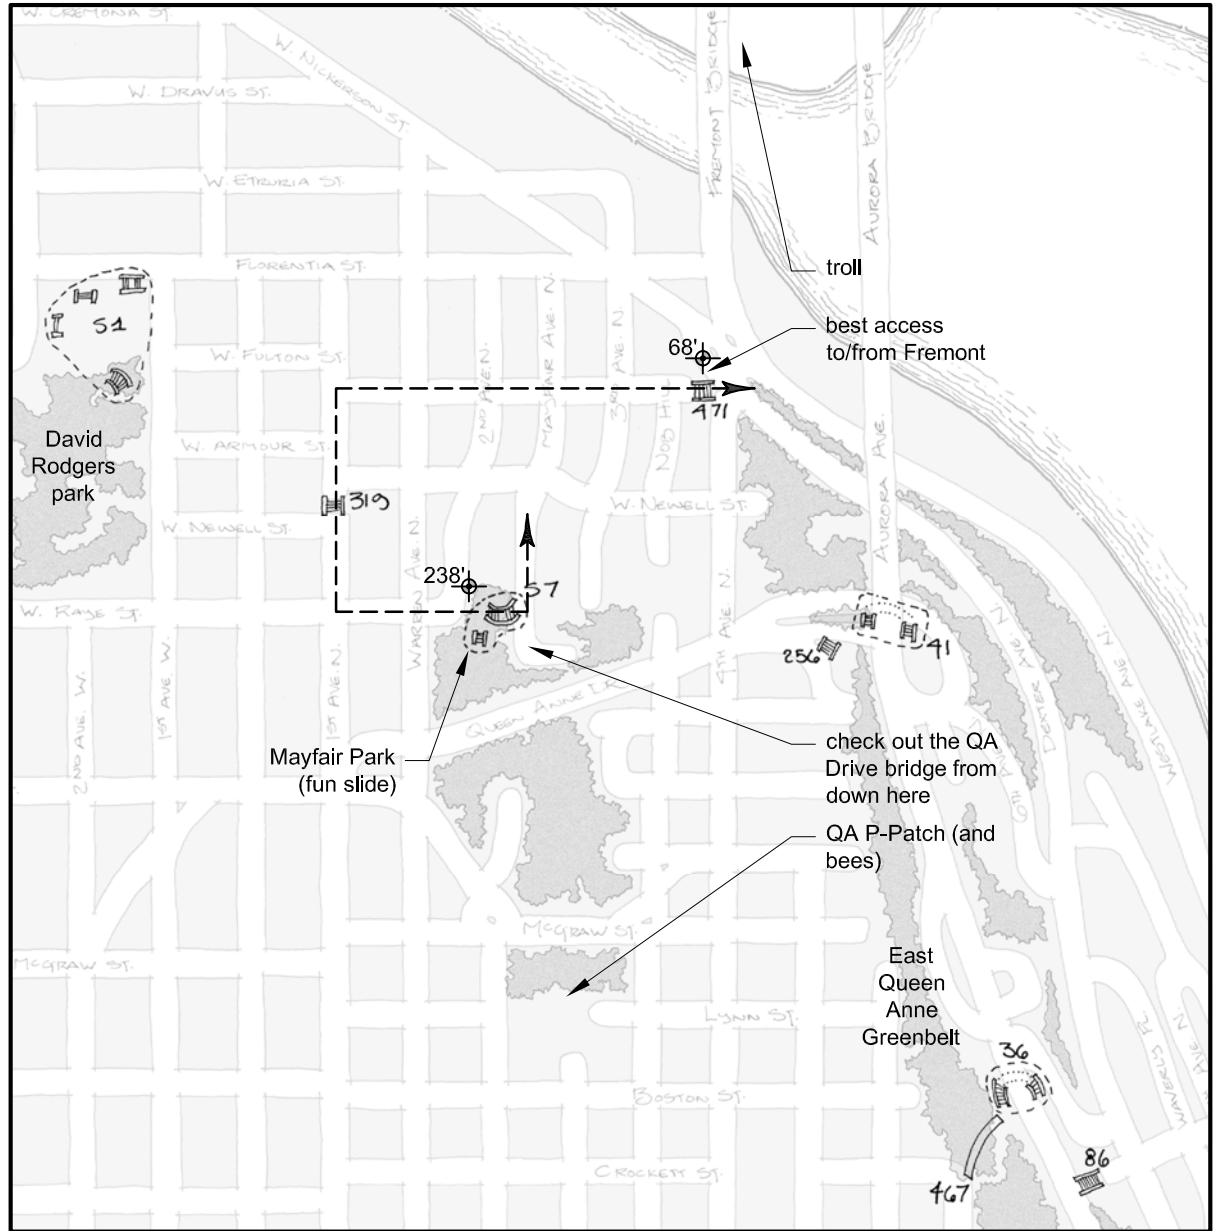 W. CREMONA ST.
W. NICKERSON ST.
W. DRAVUS ST.
FREMONT BRIDGE
AURORA BRIDGE
W. ETRURIA ST.
FLORENTIA ST.
troll
51
MAYFAIR AVE. N.
3RD AVE. N.
2ND AVE. N.
W. FULTON ST.
68'
best access
to/from Fremont
471
NOB HILL
David
Rodgers
park
W. ARMOUR ST.
319
W. NEWELL ST.
W. NEWELL ST.
AURORA AVE.
238'
57
W. RAYE ST.
WARREN AVE. N.
4TH AVE. N.
256
41
1ST AVE. W.
1ST AVE. N.
2ND AVE. W.
QUEEN ANNE DR.
DEXTER AVE N.
WESTLAKE AVE N.
6TH AVE N.
Mayfair Park
(fun slide)
check out the QA
Drive bridge from
down here
QA P-Patch (and
bees)
MCGRAW ST.
MCGRAW ST.
East
Queen
Anne
Greenbelt
LYNN ST.
WAVERLY PL.
AVE N.
36
BOSTON ST.
CROCKETT ST.
86
467